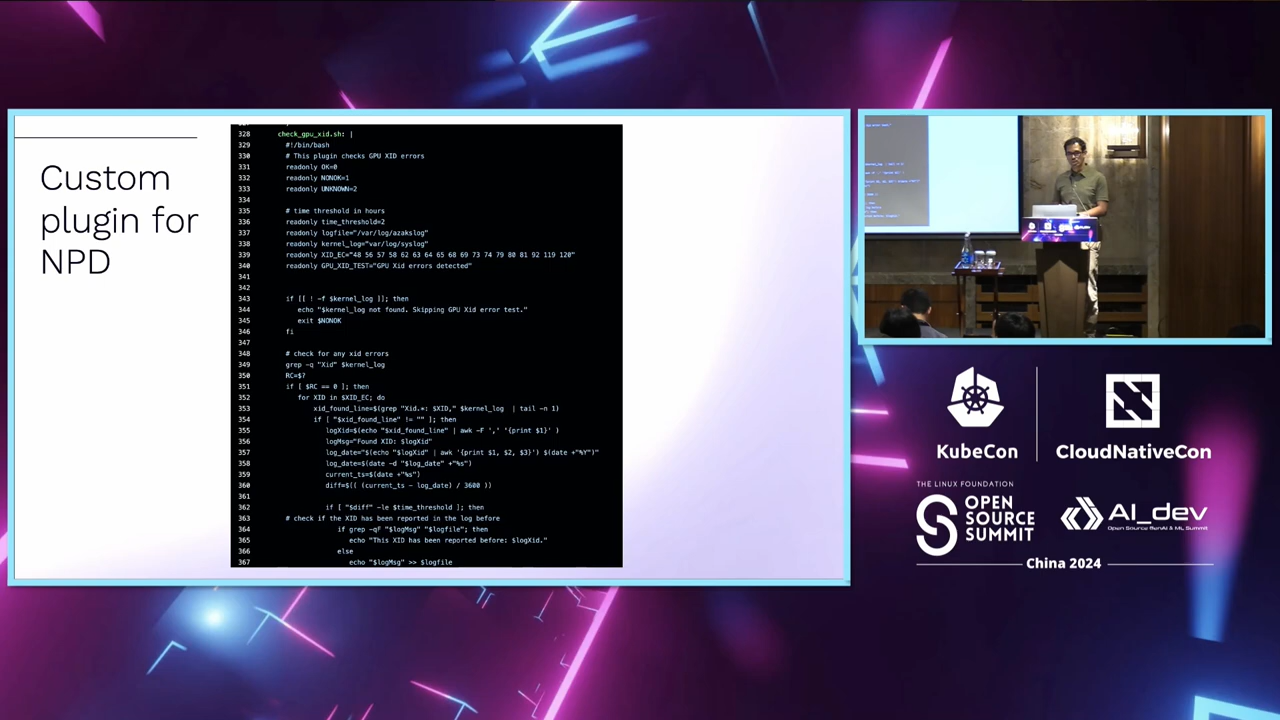 Custom
plugin for
NPD
328 check_gpu_xid.sh: |
329 #!/bin/bash
330 # This plugin checks GPU XID errors
331 readonly OK=0
332 readonly NONOK=1
333 readonly UNKNOWN=2
334
335 # time threshold in hours
336 readonly time_threshold=2
337 readonly logfile="/var/log/azakslog"
338 readonly kernel_log="var/log/syslog"
339 readonly XID_EC="48 56 57 58 62 63 64 65 68 69 73 74 79 80 81 92 119 120"
340 readonly GPU_XID_TEST="GPU Xid errors detected"
341
342
343 if [[ ! -f $kernel_log ]]; then
344 echo "$kernel_log not found. Skipping GPU Xid error test."
345 exit $NONOK
346 fi
347
348 # check for any xid errors
349 grep -q "Xid" $kernel_log
350 RC=$?
351 if [ $RC == 0 ]; then
352 for XID in $XID_EC; do
353 xid_found_line=$(grep "Xid.*: $XID," $kernel_log | tail -n 1)
354 if [ "$xid_found_line" != "" ]; then
355 logXid=$(echo "$xid_found_line" | awk -F ',' '{print $1}' )
356 logMsg="Found XID: $logXid"
357 log_date="$(echo "$logXid" | awk '{print $1, $2, $3}') $(date +"%Y")"
358 log_date=$(date -d "$log_date" +"%s")
359 current_ts=$(date +"%s")
360 diff=$(( (current_ts - log_date) / 3600 ))
361
362 if [ "$diff" -le $time_threshold ]; then
363 # check if the XID has been reported in the log before
364 if grep -qF "$logMsg" "$logfile"; then
365 echo "This XID has been reported before: $logXid."
366 else
367 echo "$logMsg" >> $logfile
KubeCon
CloudNativeCon
THE LINUX FOUNDATION
OPEN
SOURCE
SUMMIT
AI_dev
Open Source GenAI & ML Summit
China 2024